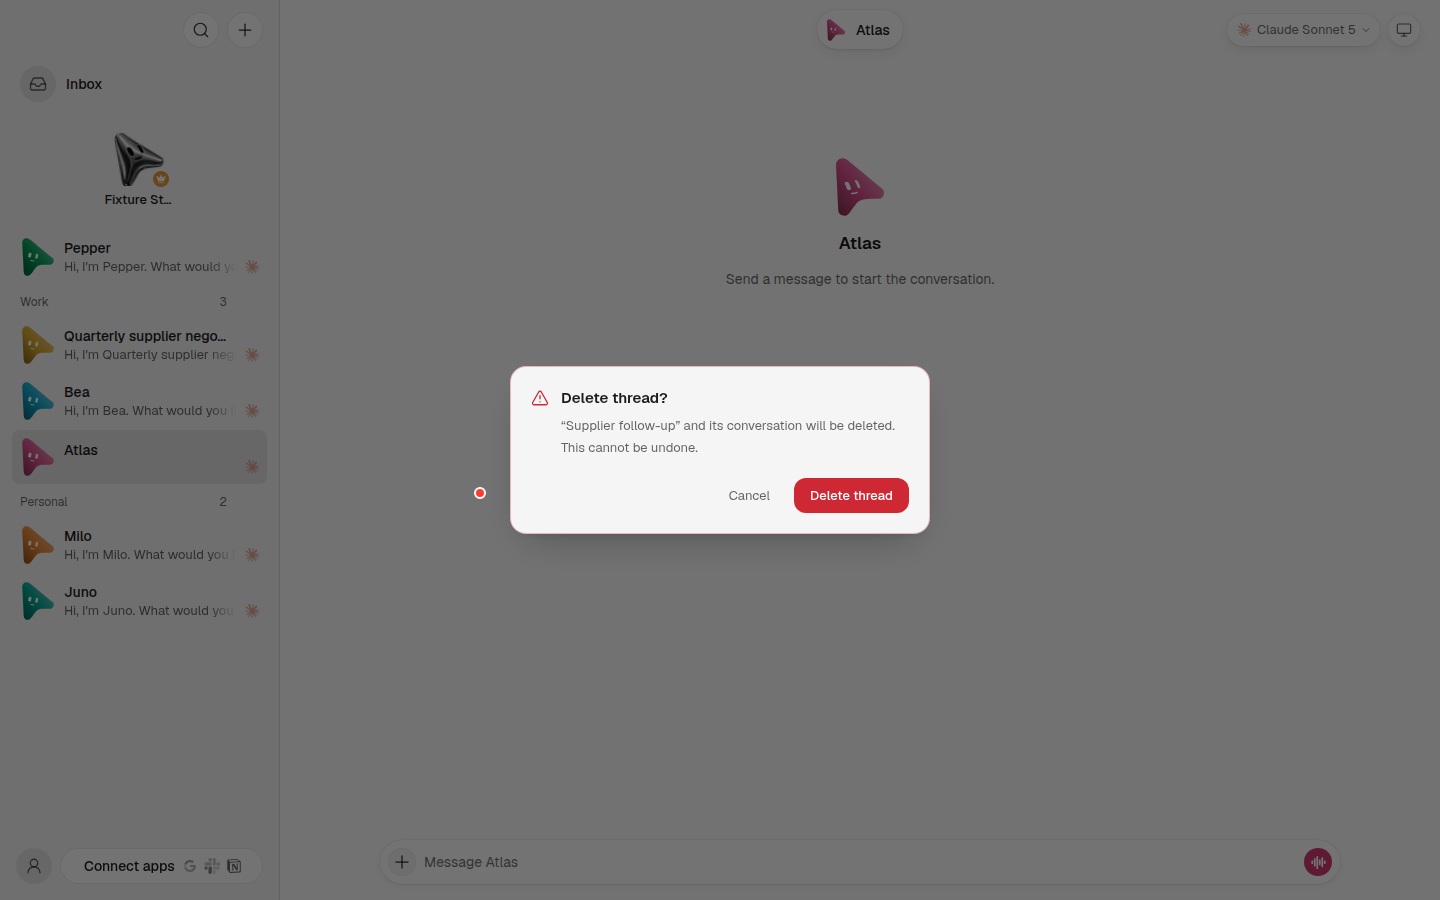 Atlas
Claude Sonnet 5
Inbox
Fixture St...
Pepper
Hi, I'm Pepper. What would yo
Work 3
Quarterly supplier nego...
Hi, I'm Quarterly supplier neg
Bea
Hi, I'm Bea. What would you
Atlas
Personal 2
Milo
Hi, I'm Milo. What would you
Juno
Hi, I'm Juno. What would you
Connect apps
Atlas
Send a message to start the conversation.
Delete thread?
“Supplier follow-up” and its conversation will be deleted.
This cannot be undone.
Cancel
Delete thread
Message Atlas